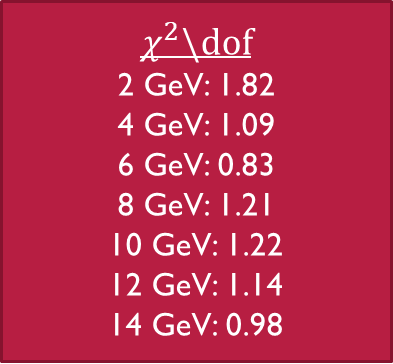 χ²\dof
2 GeV: 1.82
4 GeV: 1.09
6 GeV: 0.83
8 GeV: 1.21
10 GeV: 1.22
12 GeV: 1.14
14 GeV: 0.98